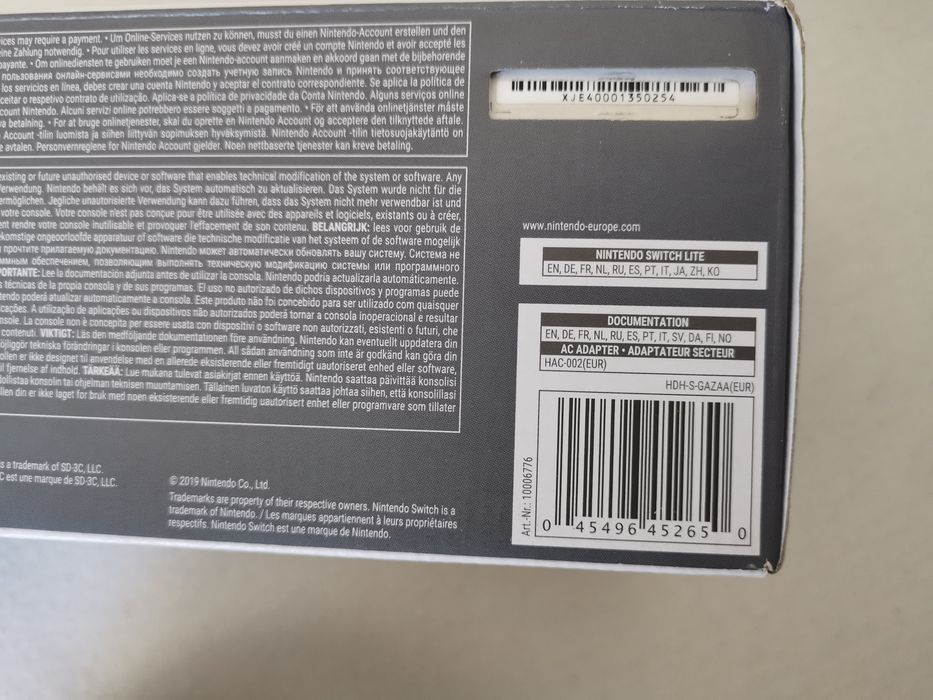 ices may require a payment. • Um Online-Services nutzen zu können, musst du einen Nintendo-Account erstellen und den
eine Zahlung notwendig. • Pour utiliser les services en ligne, vous devez avoir créé un compte Nintendo et avoir accepté les
payante. • Om onlinediensten te gebruiken moet je een Nintendo-account aanmaken en akkoord gaan met de bijbehorende
пользования онлайн-сервисами необходимо создать учетную запись Nintendo и принять соответствующее
los servicios en línea, debes crear una cuenta Nintendo y aceptar el contrato correspondiente. Se aplica la política de
ceitar o respetivo contrato de utilização. Aplica-se a política de privacidade da Conta Nintendo. Alguns serviços online
count Nintendo. Alcuni servizi online potrebbero essere soggetti a pagamento. • För att använda onlinetjänster måste
va betalning. • For at bruge onlinetjenester, skal du oprette en Nintendo Account og acceptere den tilknyttede aftale.
Account -tilin luomista ja siihen liittyvän sopimuksen hyväksymistä. Nintendo Account -tilin tietosuojakäytäntö on
e avtalen. Personvernreglene for Nintendo Account gjelder. Noen nettbaserte tjenester kan kreve betaling.
existing or future unauthorised device or software that enables technical modification of the system or software. Any
Verwendung. Nintendo behält es sich vor, das System automatisch zu aktualisieren. Das System wurde nicht für die
ermöglichen. Jegliche unautorisierte Verwendung kann dazu führen, dass das System nicht mehr verwendbar ist und
votre console. Votre console n'est pas conçue pour être utilisée avec des appareils et logiciels, existants ou à créer,
ent rendre votre console inutilisable et provoquer l'effacement de son contenu. BELANGRIJK: lees voor gebruik de
komstige ongeoorloofde apparatuur of software die technische modificatie van het systeem of de software mogelijk
прочтите прилагаемую документацию. Nintendo может автоматически обновлять вашу систему. Система не
ммным обеспечением, позволяющим выполнять техническую модификацию системы или программного
PORTANTE: Lee la documentación adjunta antes de utilizar la consola. Nintendo podría actualizarla automáticamente.
s técnicas de la propia consola y de sus programas. El uso no autorizado de dichos dispositivos y programas puede
tendo poderá atualizar automaticamente a consola. Este produto não foi concebido para ser utilizado com quaisquer
cações. A utilização de aplicações ou dispositivos não autorizados poderá tornar a consola inoperacional e resultar
nsole. La console non è concepita per essere usata con dispositivi o software non autorizzati, esistenti o futuri, che
contenuti. VIKTIGT: Läs den medföljande dokumentationen före användning. Nintendo kan eventuellt uppdatera din
öjliggör tekniska förändringar i konsolen eller programmen. All sådan användning som inte är godkänd kan göra din
ollen er ikke designet til anvendelse med en allerede eksisterende eller fremtidigt uautoriseret enhed eller software,
il fjernelse af indhold. TÄRKEÄÄ: Lue mukana tulevat asiakirjat ennen käyttöä. Nintendo saattaa päivittää konsolisi
dollistaa konsolin tai ohjelman teknisen muuntamisen. Tällainen luvaton käyttö saattaa johtaa siihen, että konsolillasi
llen din er ikke laget for bruk med noen eksisterende eller fremtidig uautorisert enhet eller programvare som tillater
s a trademark of SD-3C, LLC.
C est une marque de SD-3C, LLC.
© 2019 Nintendo Co., Ltd.
Trademarks are property of their respective owners. Nintendo Switch is a
trademark of Nintendo. / Les marques appartiennent à leurs propriétaires
respectifs. Nintendo Switch est une marque de Nintendo.
XJE40001350254
www.nintendo-europe.com
NINTENDO SWITCH LITE
EN, DE, FR, NL, RU, ES, PT, IT, JA, ZH, KO
DOCUMENTATION
EN, DE, FR, NL, RU, ES, PT, IT, SV, DA, FI, NO
AC ADAPTER • ADAPTATEUR SECTEUR
HAC-002(EUR)
HDH-S-GAZAA(EUR)
Art.-Nr.: 10006776
0 45496 45265 0